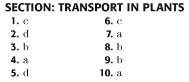 SECTION: TRANSPORT IN PLANTS
1. c
2. d
3. b
4. a
5. d
6. c
7. a
8. b
9. b
10. a